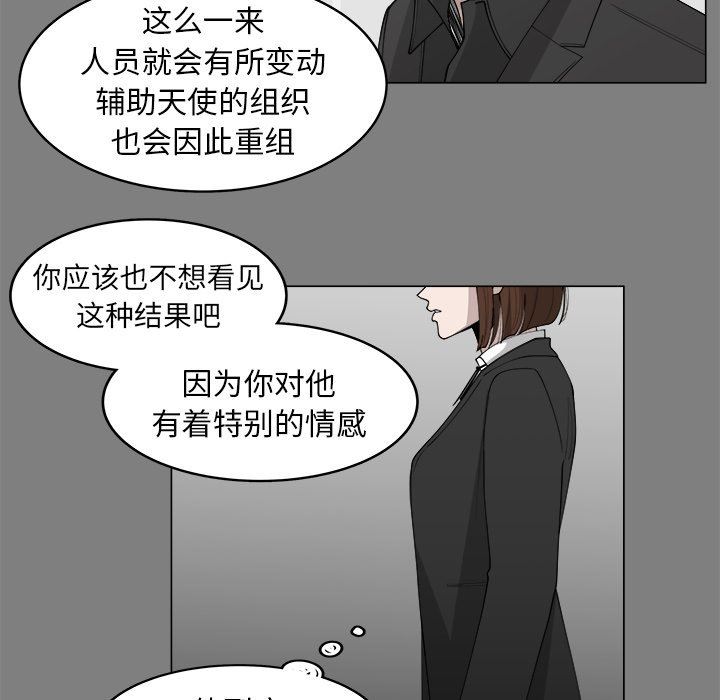 这么一来
人员就会有所变动
辅助天使的组织
也会因此重组
你应该也不想看见
这种结果吧
因为你对他
有着特别的情感